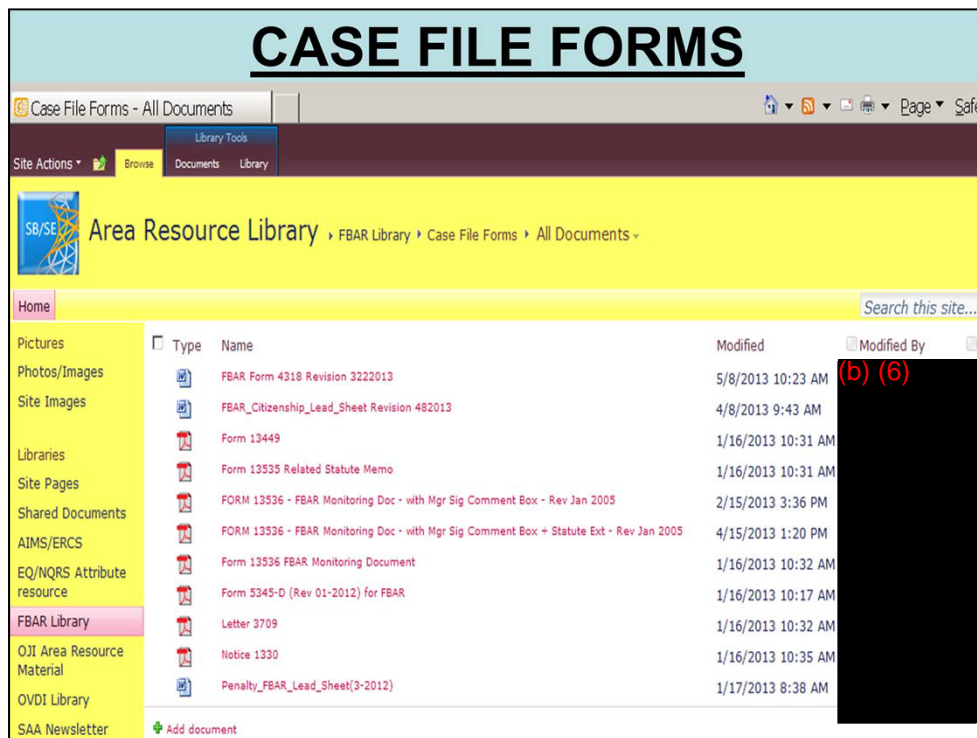 CASE FILE FORMS
Case File Forms - All Documents
Page
Safe
Library Tools
Site Actions
Browse
Documents
Library
SB/SE
Area Resource Library
FBAR Library
Case File Forms
All Documents
Home
Search this site...
Pictures
Photos/Images
Site Images
Libraries
Site Pages
Shared Documents
AIMS/ERCS
EQ/NQRS Attribute
resource
FBAR Library
OJI Area Resource
Material
OVDI Library
SAA Newsletter
Type Name Modified Modified By
(b) (6)
FBAR Form 4318 Revision 3222013 5/8/2013 10:23 AM
FBAR_Citizenship_Lead_Sheet Revision 482013 4/8/2013 9:43 AM
Form 13449 1/16/2013 10:31 AM
Form 13535 Related Statute Memo 1/16/2013 10:31 AM
FORM 13536 - FBAR Monitoring Doc - with Mgr Sig Comment Box - Rev Jan 2005 2/15/2013 3:36 PM
FORM 13536 - FBAR Monitoring Doc - with Mgr Sig Comment Box + Statute Ext - Rev Jan 2005 4/15/2013 1:20 PM
Form 13536 FBAR Monitoring Document 1/16/2013 10:32 AM
Form 5345-D (Rev 01-2012) for FBAR 1/16/2013 10:17 AM
Letter 3709 1/16/2013 10:32 AM
Notice 1330 1/16/2013 10:35 AM
Penalty_FBAR_Lead_Sheet(3-2012) 1/17/2013 8:38 AM
Add document